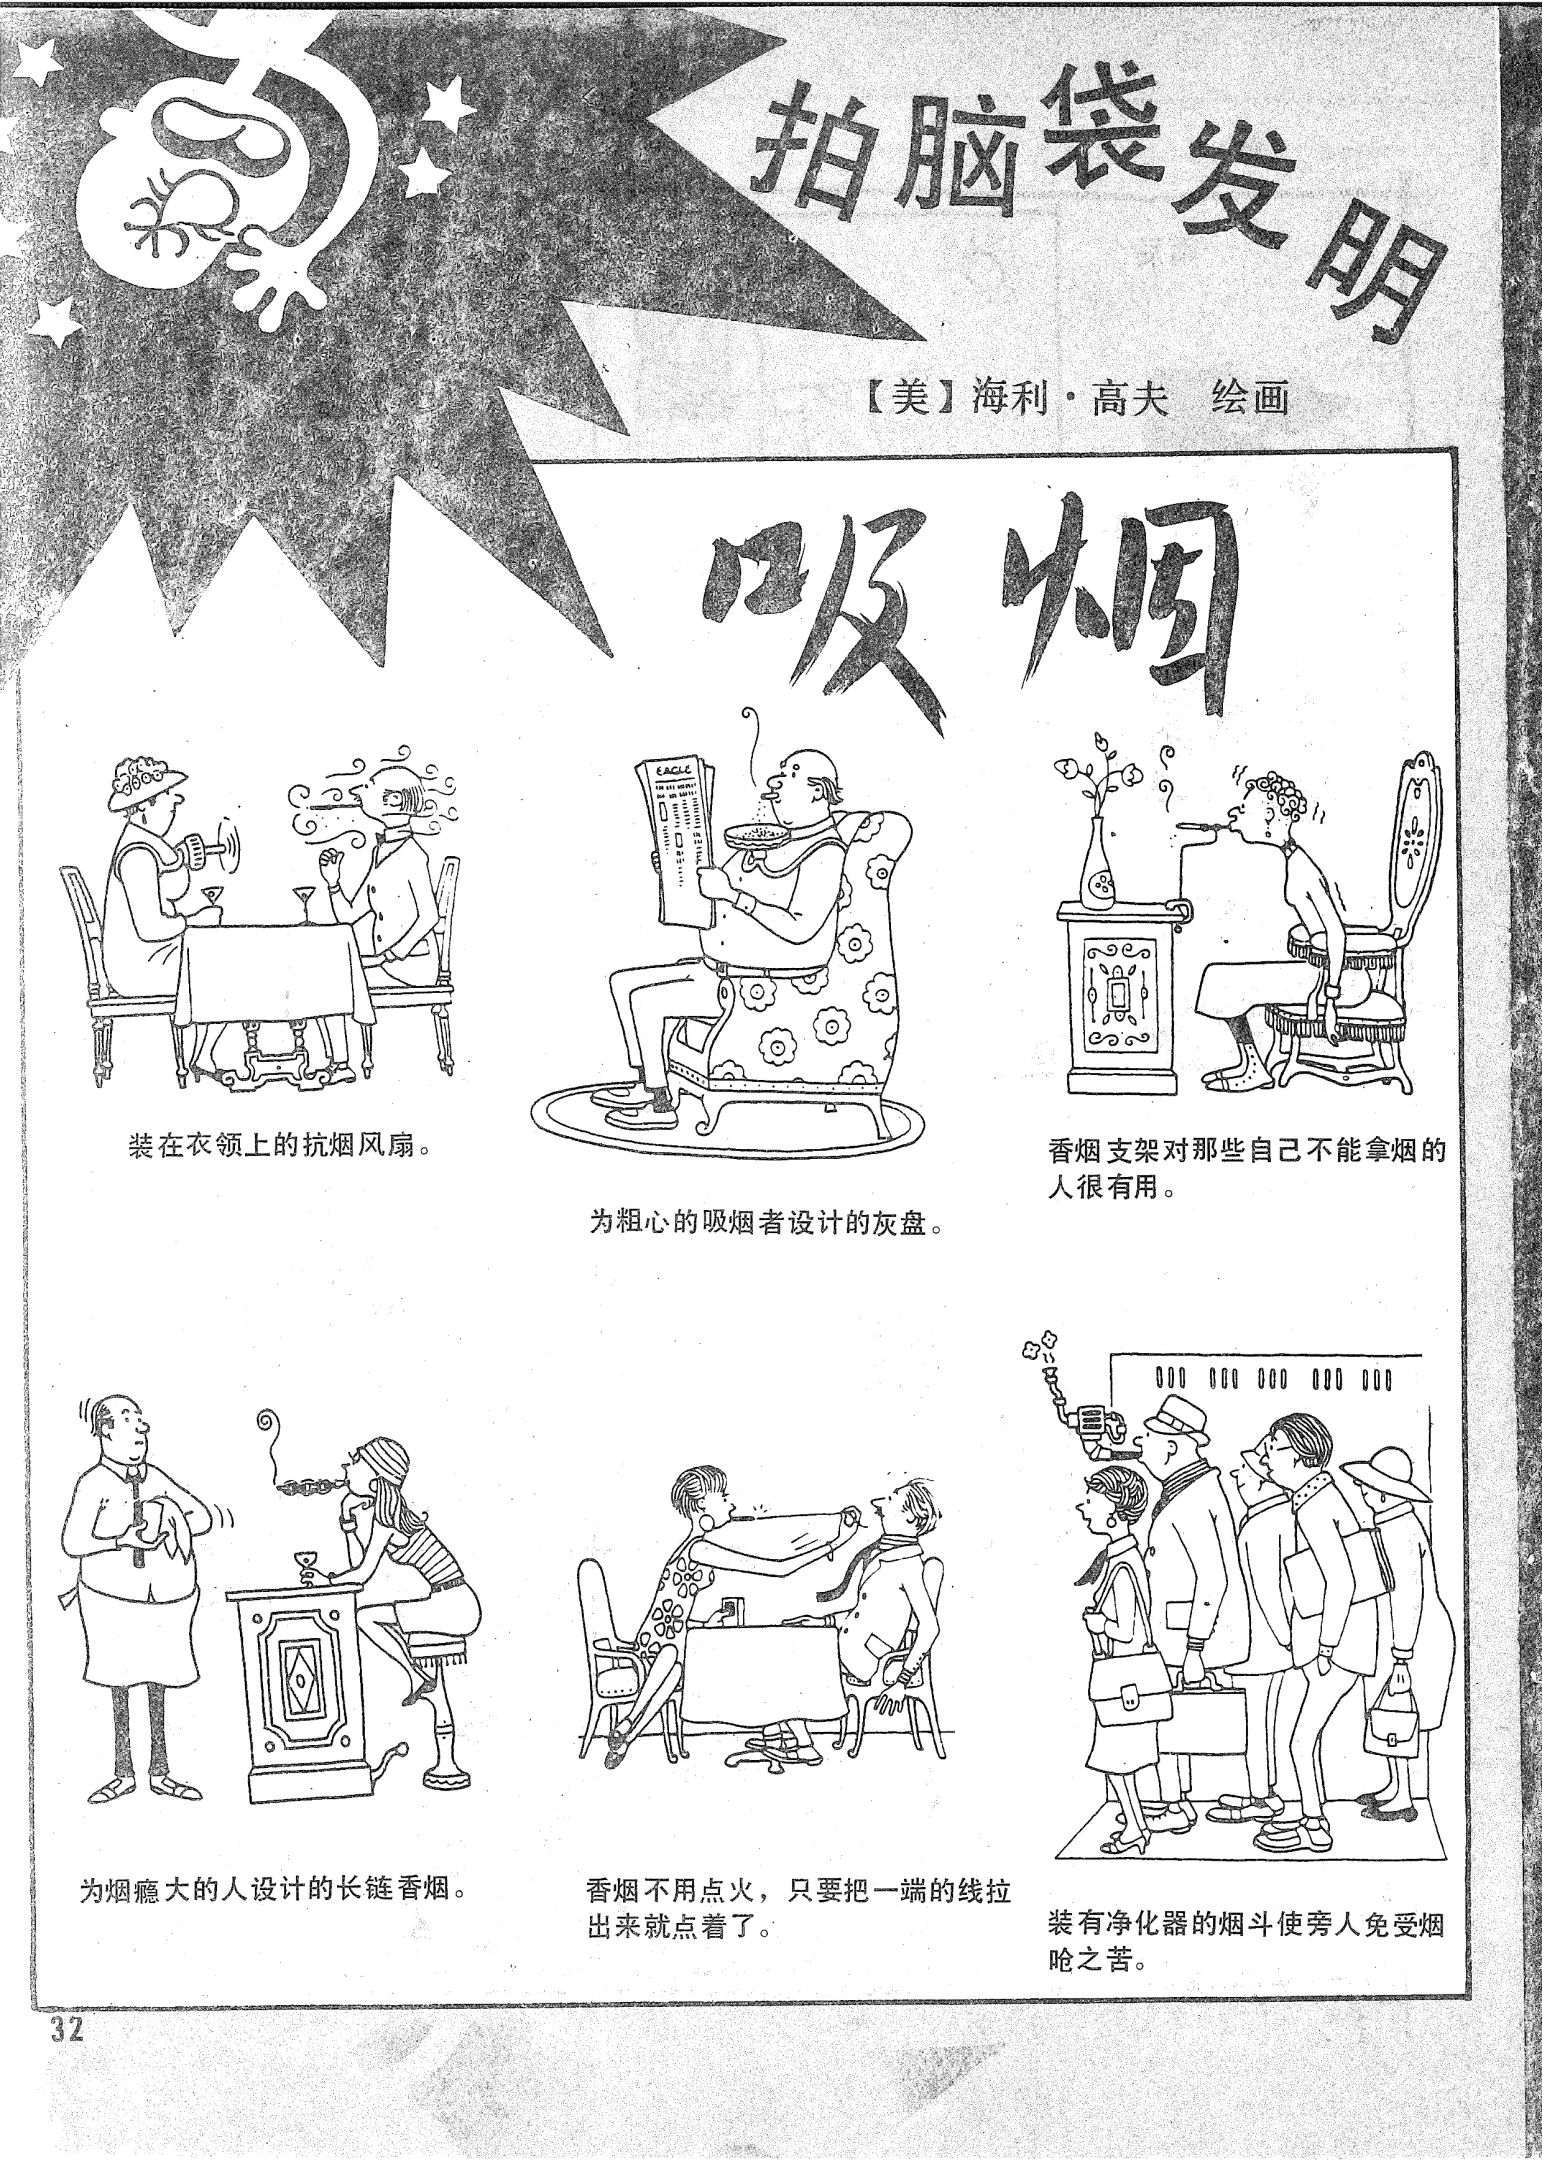 拍脑袋发明
【美】海利·高夫 绘画
吸烟
EAGLE
装在衣领上的抗烟风扇。
为粗心的吸烟者设计的灰盘。
香烟支架对那些自己不能拿烟的
人很有用。
为烟瘾大的人设计的长链香烟。
香烟不用点火，只要把一端的线拉
出来就点着了。
装有净化器的烟斗使旁人免受烟
呛之苦。
32